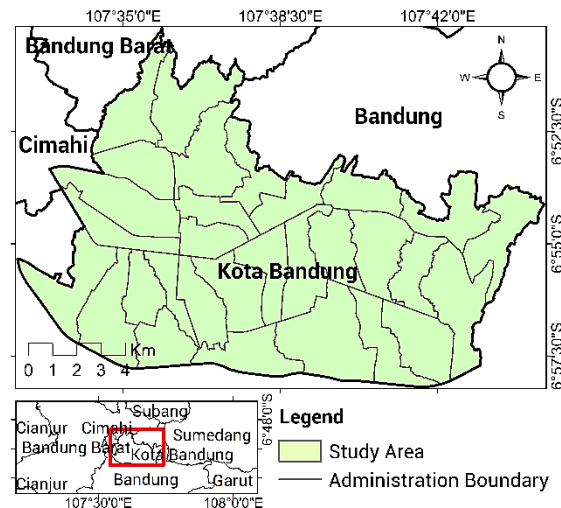 107°35'0"E 107°38'30"E 107°42'0"E
Bandung Barat
N
W E
S
Bandung
Cimahi
6°52'30"S
6°55'0"S
Kota Bandung
Km
0 1 2 3 4
6°57'30"S
Subang
Cianjur Cimahi
Sumedang
Bandung Barat
Kota Bandung
Bandung
Cianjur Garut
6°48'0"S
107°30'0"E 108°0'0"E
Legend
Study Area
Administration Boundary